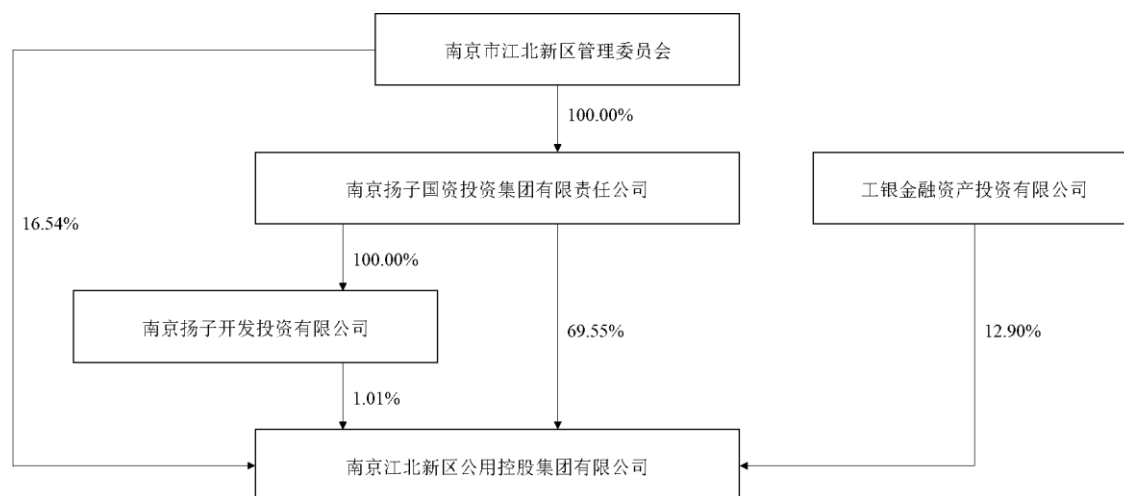 南京市江北新区管理委员会
100.00%
南京扬子国资投资集团有限责任公司
工银金融资产投资有限公司
16.54%
100.00%
南京扬子开发投资有限公司
69.55%
12.90%
1.01%
南京江北新区公用控股集团有限公司